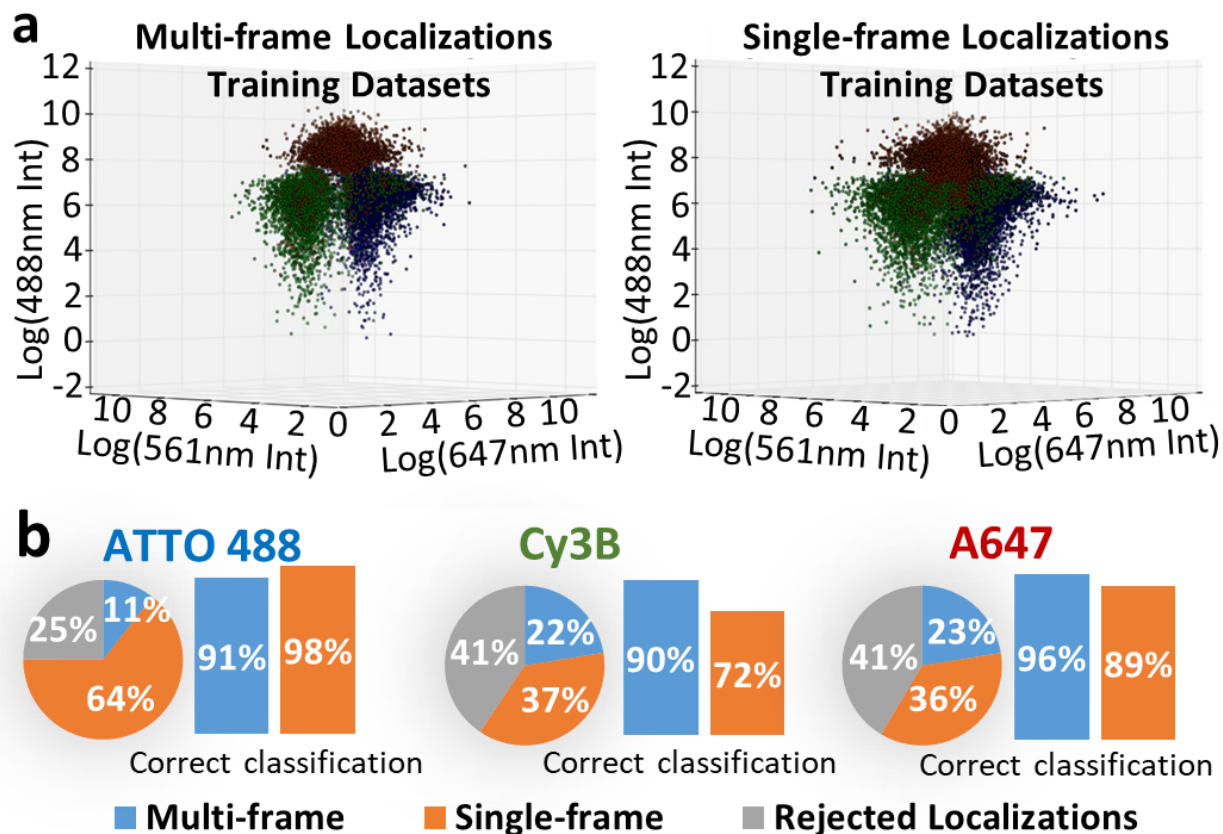 a
Multi-frame Localizations
Training Datasets
12
10
8
6
4
2
0
-2
Log(488nm Int)
10 8 6 4 2 0 2 4 6 8 10
Log(561nm Int) Log(647nm Int)
Single-frame Localizations
Training Datasets
12
10
8
6
4
2
0
-2
Log(488nm Int)
10 8 6 4 2 0 2 4 6 8 10
Log(561nm Int) Log(647nm Int)
b
ATTO 488
11%
25%
64%
91%
98%
Correct classification
Cy3B
22%
41%
37%
90%
72%
Correct classification
A647
23%
41%
36%
96%
89%
Correct classification
Multi-frame Single-frame Rejected Localizations